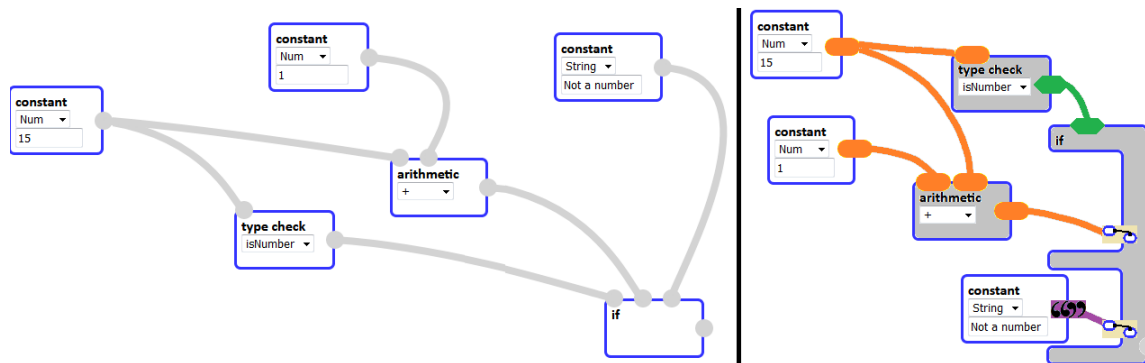 constant
Num
1
constant
String
Not a number
constant
Num
15
arithmetic
+
type check
isNumber
if
constant
Num
15
type check
isNumber
constant
Num
1
if
arithmetic
+
constant
String
Not a number